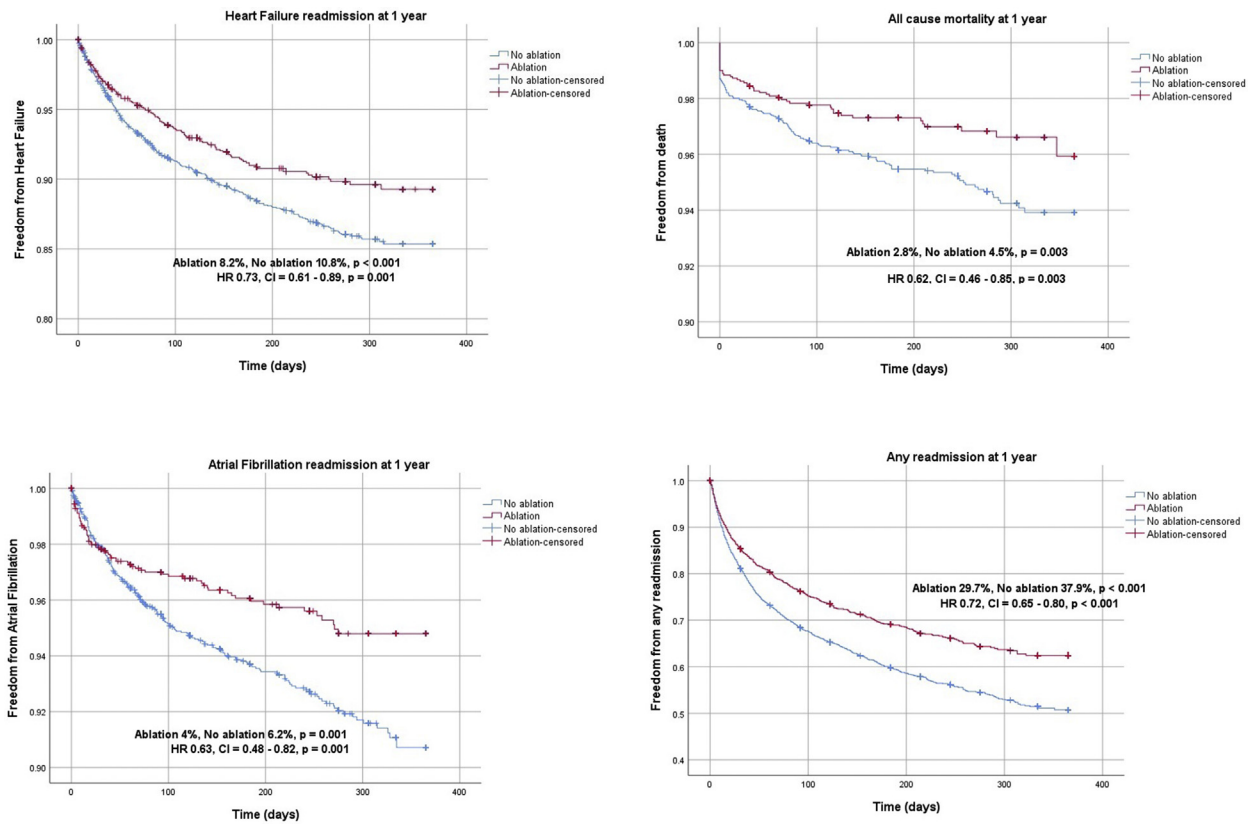 Heart Failure readmission at 1 year
Freedom from Heart Failure
1.00
0.95
0.90
0.85
0.80
No ablation
Ablation
No ablation-censored
Ablation-censored
Ablation 8.2%, No ablation 10.8%, p < 0.001
HR 0.73, CI = 0.61 - 0.89, p = 0.001
0
100
200
300
400
Time (days)
All cause mortality at 1 year
Freedom from death
1.00
0.98
0.96
0.94
0.92
0.90
No ablation
Ablation
No ablation-censored
Ablation-censored
Ablation 2.8%, No ablation 4.5%, p = 0.003
HR 0.62, CI = 0.46 - 0.85, p = 0.003
0
100
200
300
400
Time (days)
Atrial Fibrillation readmission at 1 year
Freedom from Atrial Fibrillation
1.00
0.98
0.96
0.94
0.92
0.90
No ablation
Ablation
No ablation-censored
Ablation-censored
Ablation 4%, No ablation 6.2%, p = 0.001
HR 0.63, CI = 0.48 - 0.82, p = 0.001
0
100
200
300
400
Time (days)
Any readmission at 1 year
Freedom from any readmission
1.0
0.9
0.8
0.7
0.6
0.5
0.4
No ablation
Ablation
No ablation-censored
Ablation-censored
Ablation 29.7%, No ablation 37.9%, p < 0.001
HR 0.72, CI = 0.65 - 0.80, p < 0.001
0
100
200
300
400
Time (days)